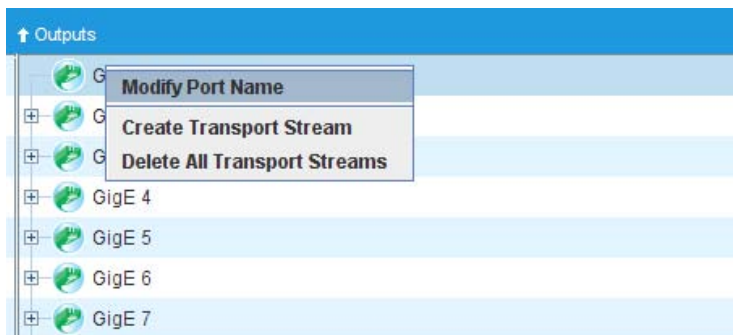 Outputs
G
Modify Port Name
G
Create Transport Stream
G
Delete All Transport Streams
GigE 4
GigE 5
GigE 6
GigE 7